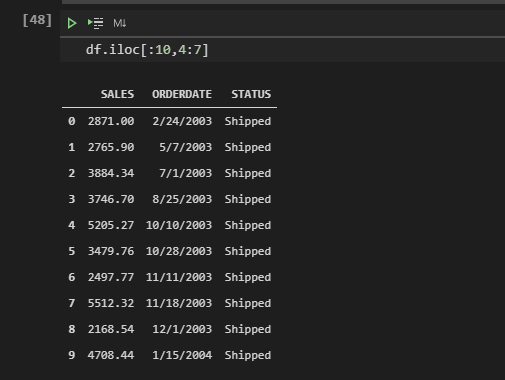 [48]
M↓
df.iloc[:10,4:7]
SALES ORDERDATE STATUS
0 2871.00 2/24/2003 Shipped
1 2765.90 5/7/2003 Shipped
2 3884.34 7/1/2003 Shipped
3 3746.70 8/25/2003 Shipped
4 5205.27 10/10/2003 Shipped
5 3479.76 10/28/2003 Shipped
6 2497.77 11/11/2003 Shipped
7 5512.32 11/18/2003 Shipped
8 2168.54 12/1/2003 Shipped
9 4708.44 1/15/2004 Shipped